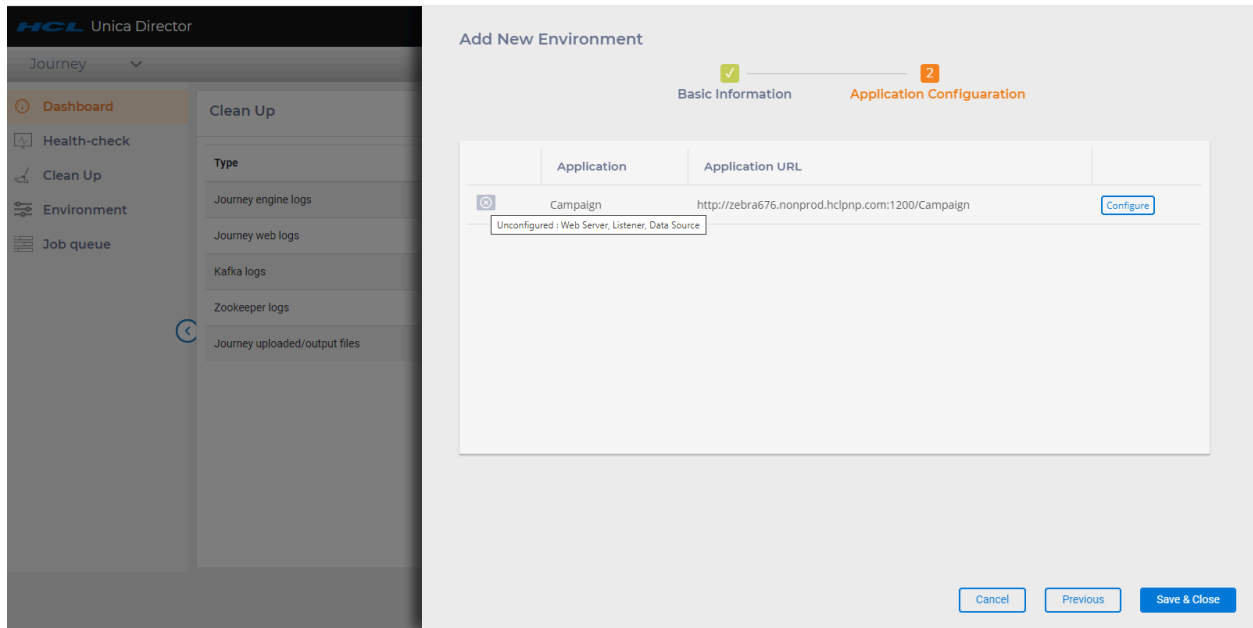 HCL Unica Director
Journey
Dashboard
Health-check
Clean Up
Environment
Job queue
Clean Up
Type
Journey engine logs
Journey web logs
Kafka logs
Zookeeper logs
Journey uploaded/output files
Add New Environment
✓ 2
Basic Information Application Configuaration
Application Application URL
Campaign http://zebra676.nonprod.hclpnp.com:1200/Campaign Configure
Unconfigured : Web Server, Listener, Data Source
Cancel Previous Save & Close